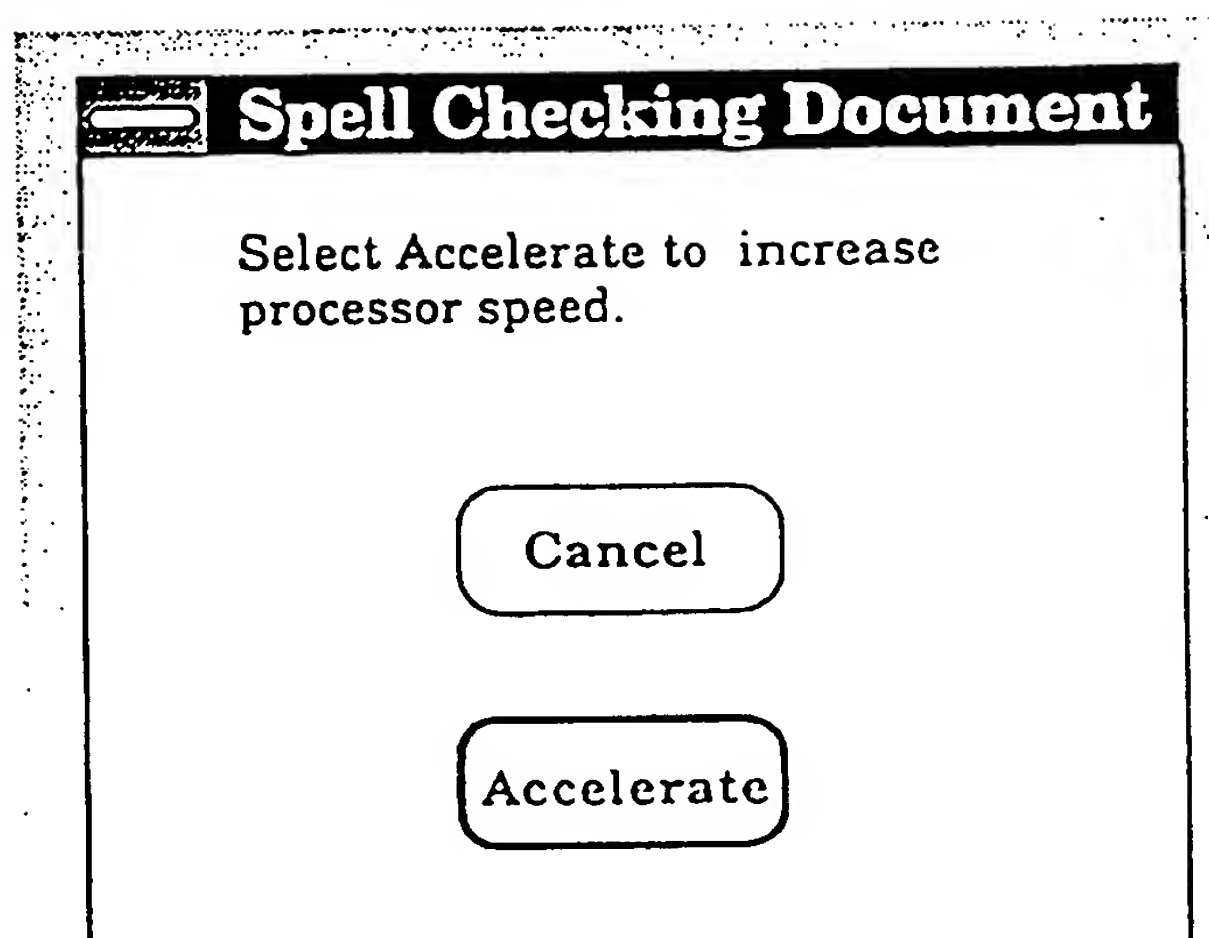 Spell Checking Document
Select Accelerate to increase
processor speed.
Cancel
Accelerate